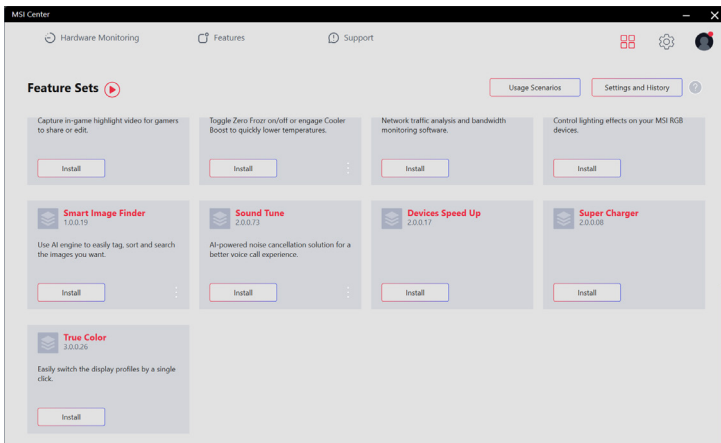 MSI Center
Hardware Monitoring
Features
Support
Feature Sets
Usage Scenarios
Settings and History
?
Capture in-game highlight video for gamers
to share or edit.
Install
Toggle Zero Frozr on/off or engage Cooler
Boost to quickly lower temperatures.
Install
Network traffic analysis and bandwidth
monitoring software.
Install
Control lighting effects on your MSI RGB
devices.
Install
Smart Image Finder
1.0.0.19
Use AI engine to easily tag, sort and search
the images you want.
Install
Sound Tune
2.0.0.73
AI-powered noise cancellation solution for a
better voice call experience.
Install
Devices Speed Up
2.0.0.17
Install
Super Charger
2.0.0.08
Install
True Color
3.0.0.26
Easily switch the display profiles by a single
click.
Install